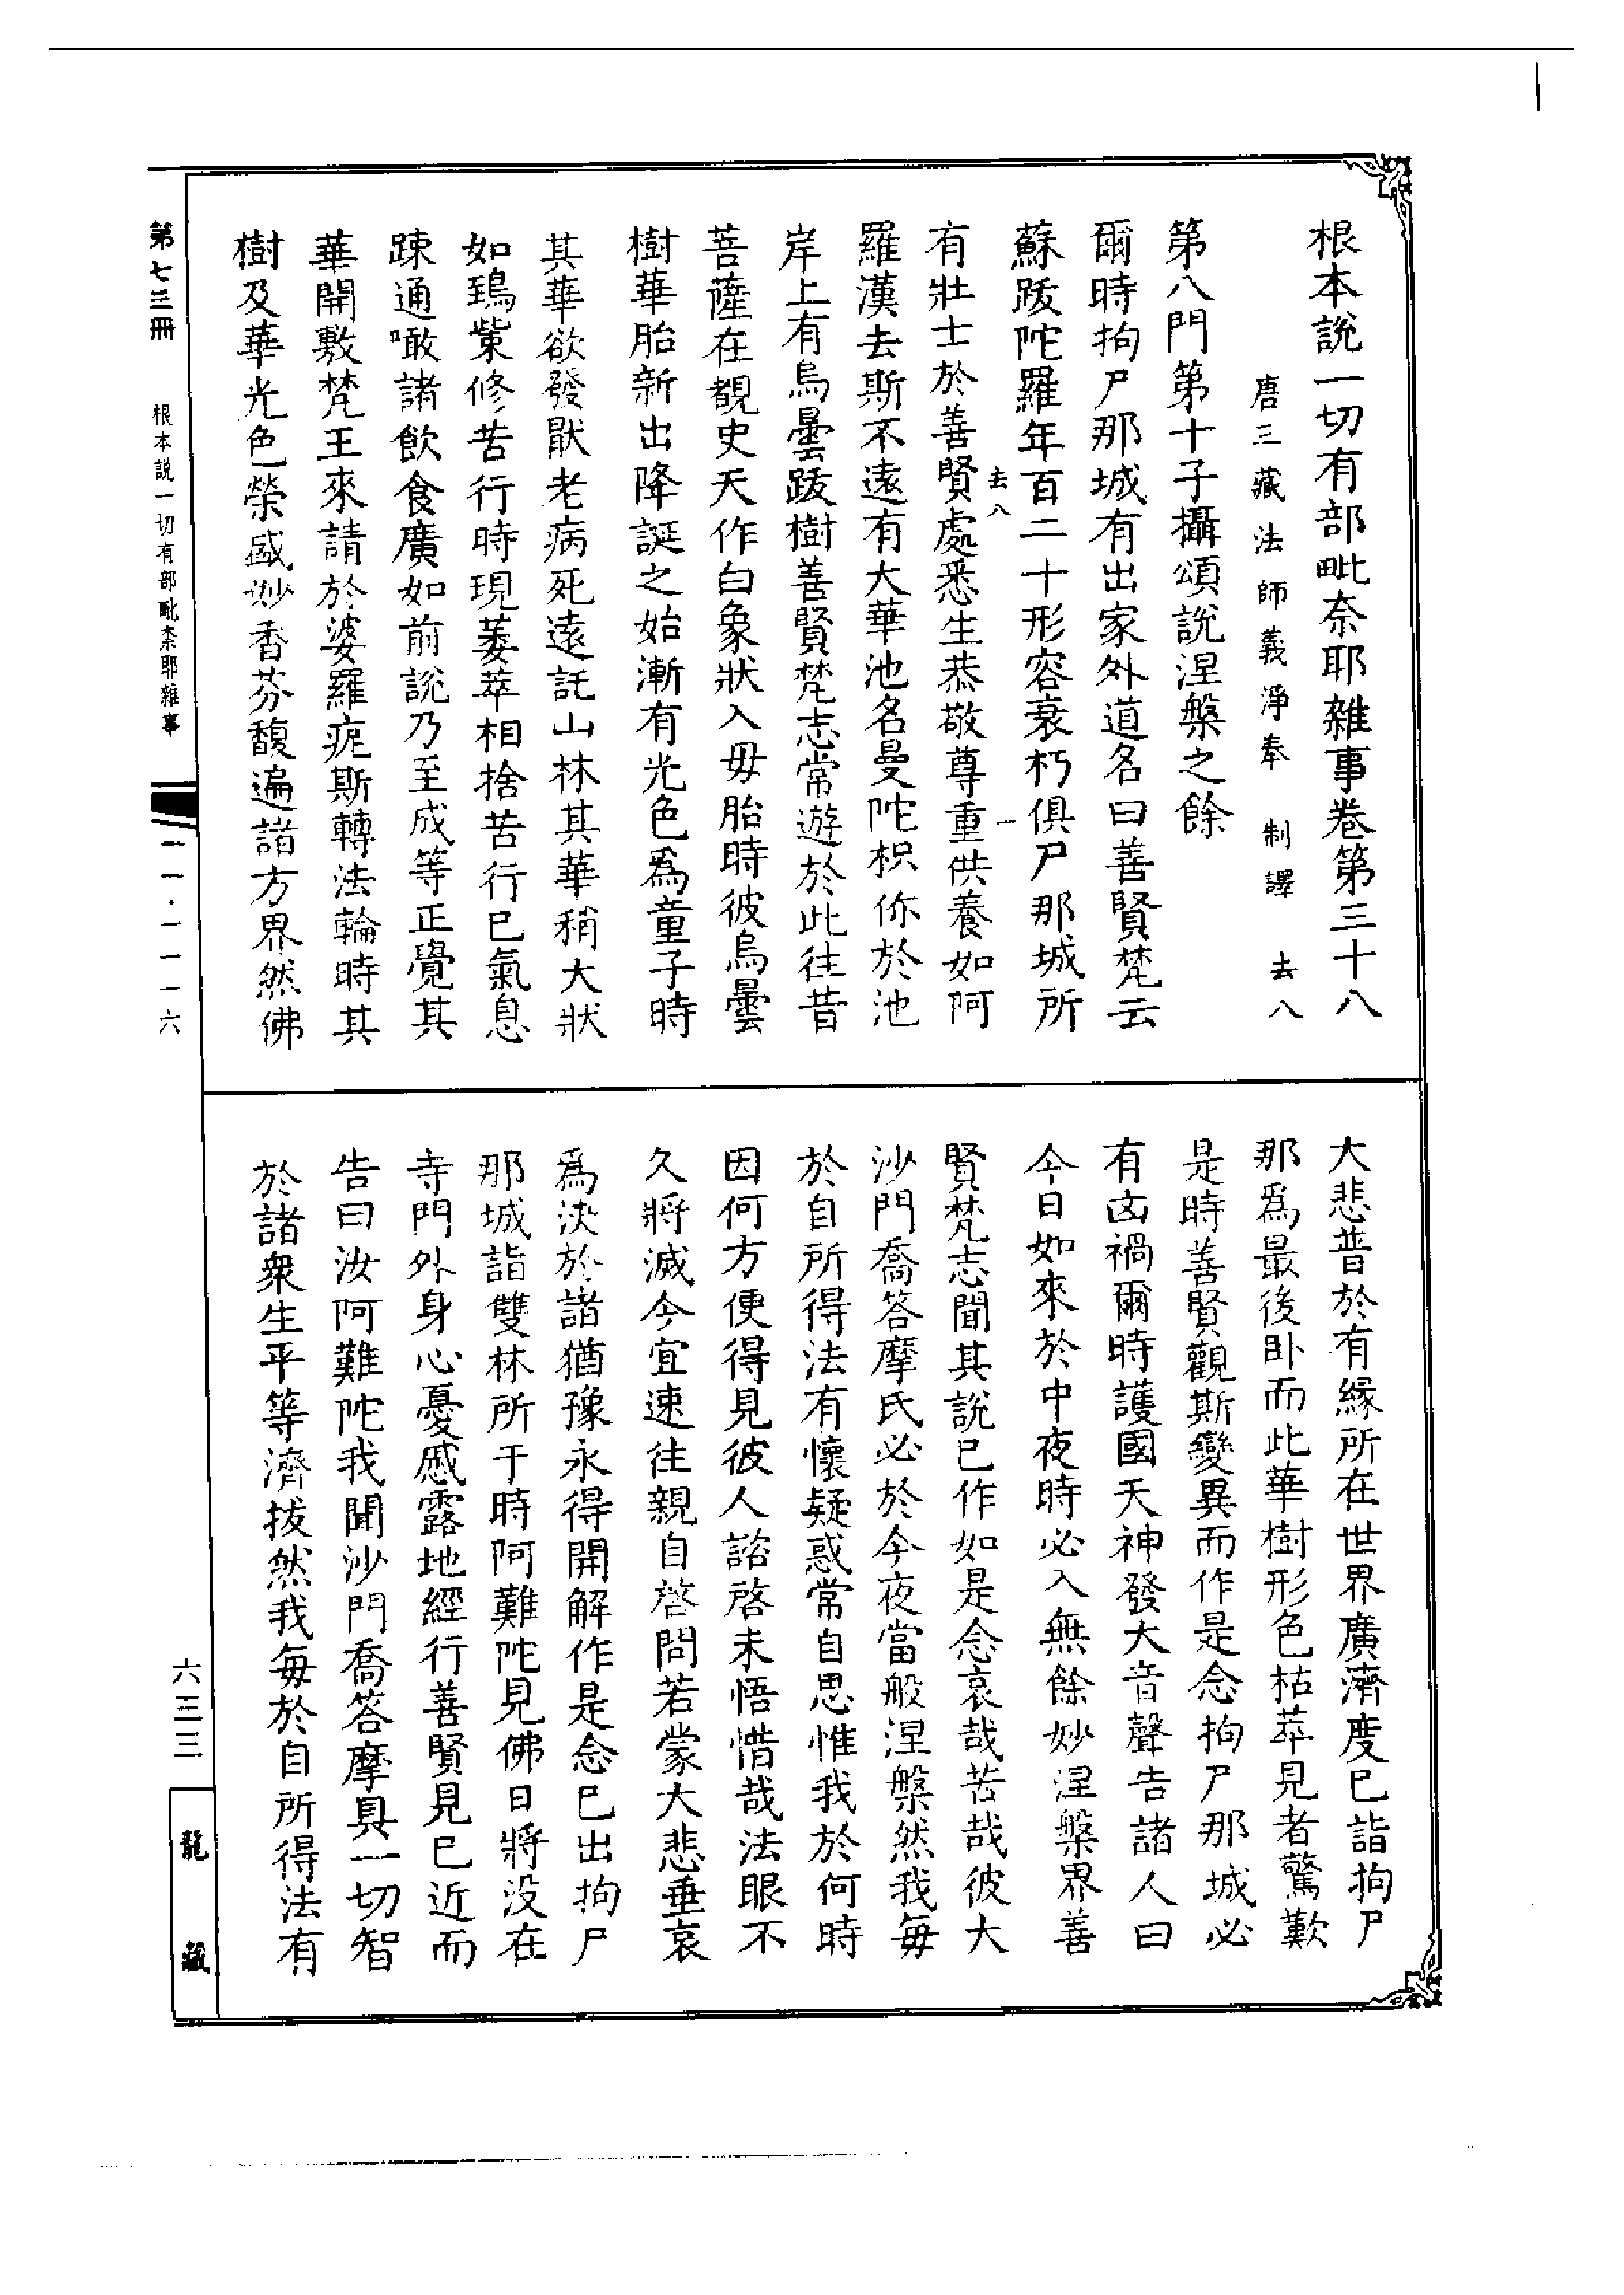 根本說一切有部毗奈耶雜事卷第三十八
唐三藏法師義淨奉　制譯　去八
第八門第十子攝頌說涅槃之餘
爾時拘尸那城有出家外道名曰善賢梵云
蘇跋陀羅年百二十形容衰朽俱尸那城所
去八　一
有壯士於善賢處悉生恭敬尊重供養如阿
羅漢去斯不遠有大華池名曼陀枳你於池
岸上有烏曇跋樹善賢梵志常遊於此往昔
菩薩在覩史天作白象狀入毋胎時彼烏曇
樹華胎新出降誕之始漸有光色爲童子時
其華欲發猒老病死遠託山林其華稍大狀
如鵶觜修苦行時現萎萃相捨苦行已氣息
踈通噉諸飲食廣如前說乃至成等正覺其
華開敷梵王來請於婆羅痆斯轉法輪時其
樹及華光色榮盛妙香芬馥遍諸方界然佛
大悲普於有縁所在世界廣濟度已詣拘尸
那爲最後卧而此華樹形色枯萃見者驚歎
是時善賢觀斯變異而作是念拘尸那城必
有凶禍爾時護國天神發大音聲告諸人曰
今日如來於中夜時必入無餘妙涅槃界善
賢梵志聞其說已作如是念哀哉苦哉彼大
沙門喬答摩氏必於今夜當般涅槃然我毎
於自所得法有懷疑惑常自思惟我於何時
因何方便得見彼人諮啓未悟惜哉法眼不
久將滅今宜速往親自啓問若蒙大悲垂哀
爲決於諸猶豫永得開解作是念已出拘尸
那城詣雙林所于時阿難陀見佛日將没在
寺門外身心憂慼露地經行善賢見已近而
告曰汝阿難陀我聞沙門喬答摩具一切智
於諸衆生平等濟拔然我毎於自所得法有
第七三冊　根本說一切有部毗柰耶雜事　一一·一一一六
六三三
龍藏